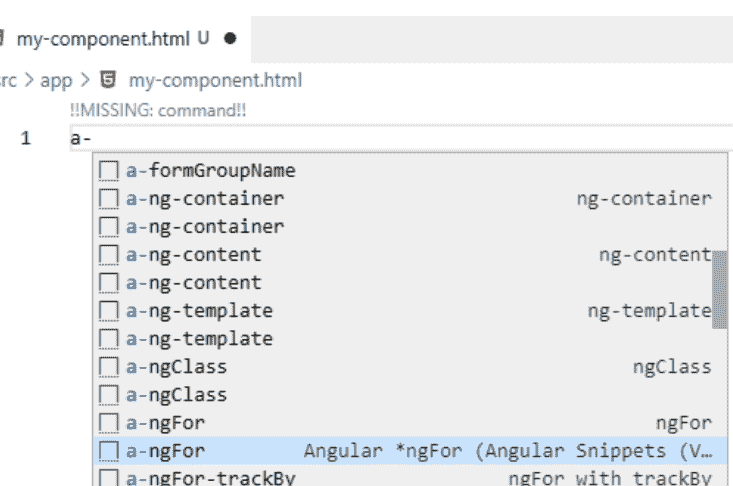 my-component.html U ●
src > app > my-component.html
!!MISSING: command!!
1 a-
a-formGroupName
a-ng-container ng-container
a-ng-container
a-ng-content ng-content
a-ng-content
a-ng-template ng-template
a-ng-template
a-ngClass ngClass
a-ngClass
a-ngFor ngFor
a-ngFor Angular *ngFor (Angular Snippets (V…
a-ngFor-trackBy ngFor with trackBy